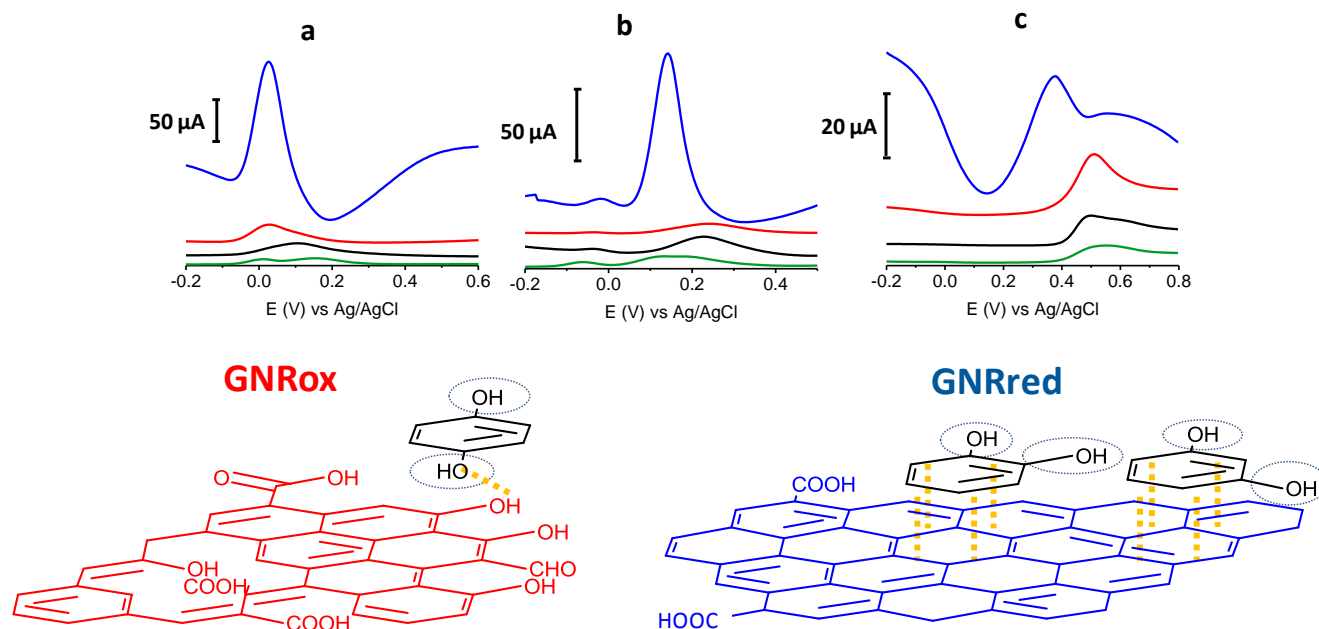 a b c
50 µA
50 µA
20 µA
-0.2 0.0 0.2 0.4 0.6
-0.2 0.0 0.2 0.4
-0.2 0.0 0.2 0.4 0.6 0.8
E (V) vs Ag/AgCl
E (V) vs Ag/AgCl
E (V) vs Ag/AgCl
GNRox
OH
HO
O
OH
OH
OH
OH
COOH
CHO
OH
COOH
GNRred
OH
OH
OH
OH
COOH
HOOC